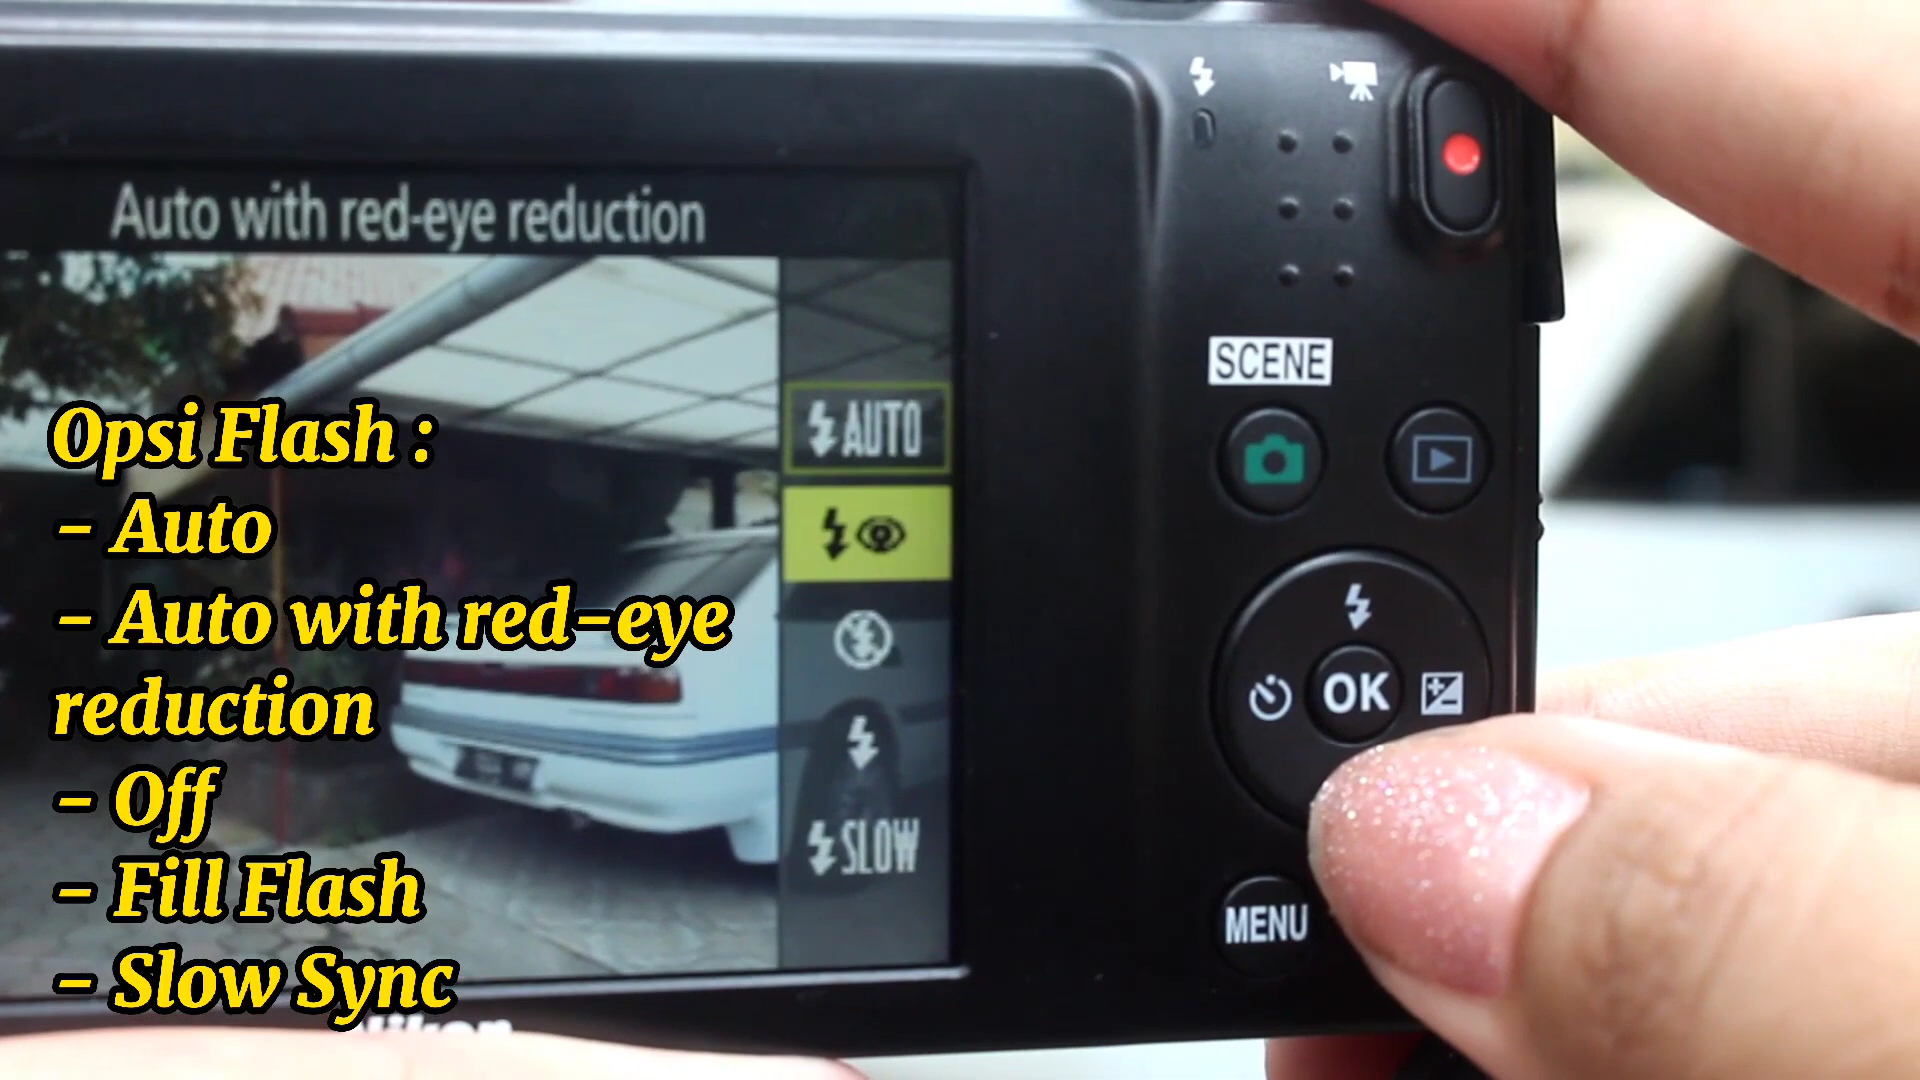 Auto with red-eye reduction
AUTO
SLOW
SCENE
OK
MENU
Nikon
Opsi Flash :
- Auto
- Auto with red-eye
reduction
- Off
- Fill Flash
- Slow Sync